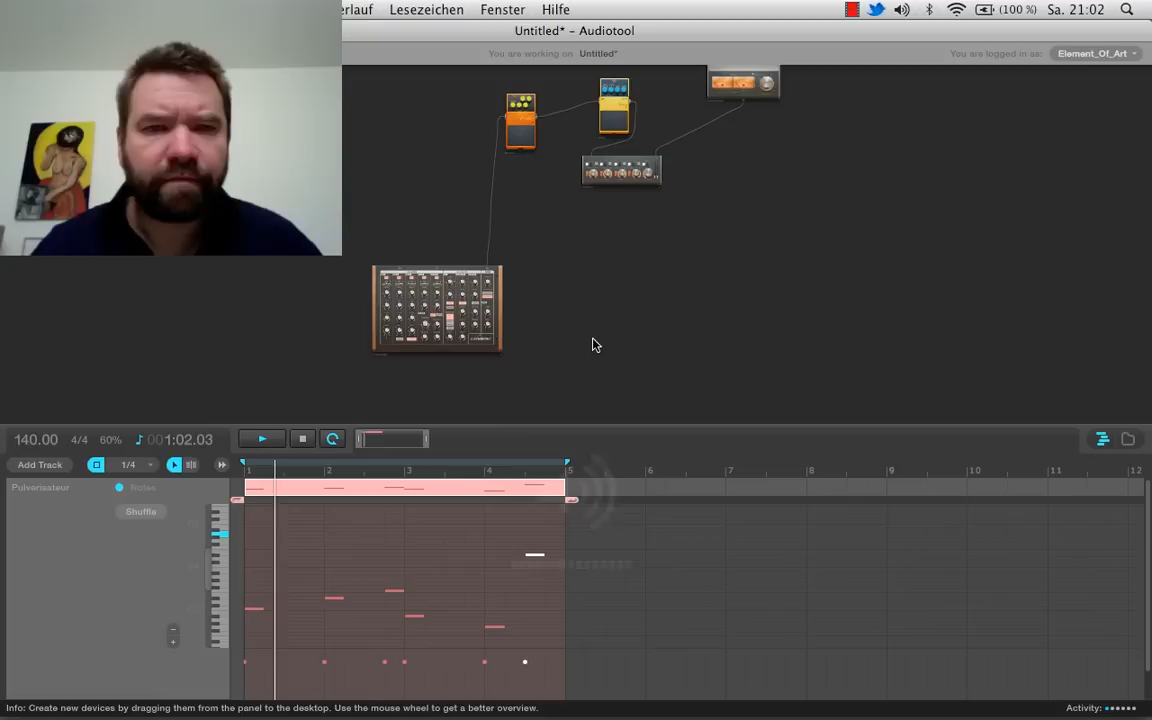 erlauf Lesezeichen Fenster Hilfe (100 %) Sa. 21:02
Untitled* - Audiotool
You are working on Untitled* You are logged in as: Element_Of_Art
140.00 4/4 60% 001:02.03
Add Track 1/4
1 2 3 4 5 6 7 8 9 10 11 12
Pulverisateur Notes
Shuffle
Info: Create new devices by dragging them from the panel to the desktop. Use the mouse wheel to get a better overview. Activity: